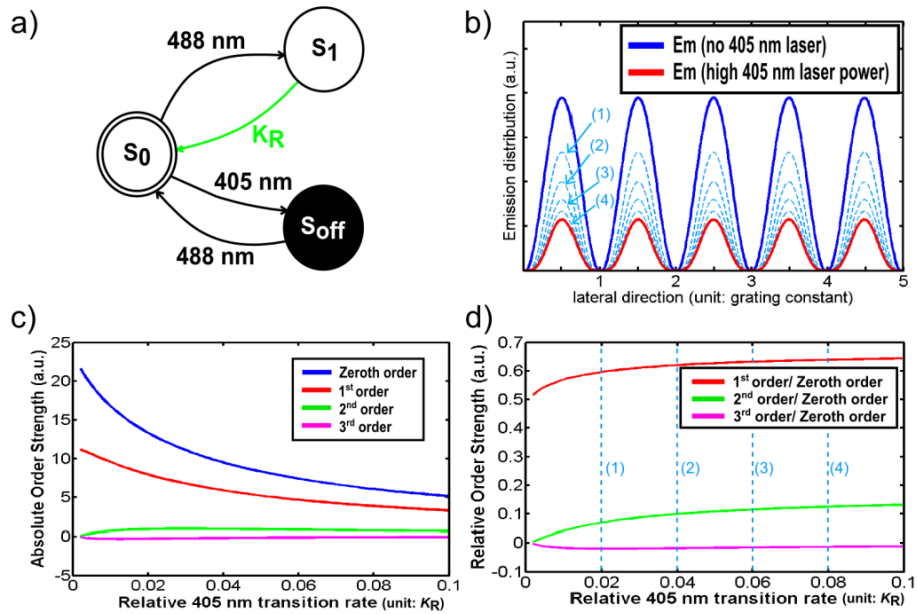 a)
488 nm
S1
KR
S0
405 nm
Soff
488 nm
b)
Em (no 405 nm laser)
Em (high 405 nm laser power)
Emission distribution (a.u.)
(1)
(2)
(3)
(4)
1 2 3 4 5
lateral direction (unit: grating constant)
c)
Absolute Order Strength (a.u.)
25
20
15
10
5
0
-5
Zeroth order
1st order
2nd order
3rd order
0 0.02 0.04 0.06 0.08 0.1
Relative 405 nm transition rate (unit: KR)
d)
Relative Order Strength (a.u.)
0.7
0.6
0.5
0.4
0.3
0.2
0.1
0
-0.1
1st order/ Zeroth order
2nd order/ Zeroth order
3rd order/ Zeroth order
(1) (2) (3) (4)
0 0.02 0.04 0.06 0.08 0.1
Relative 405 nm transition rate (unit: KR)